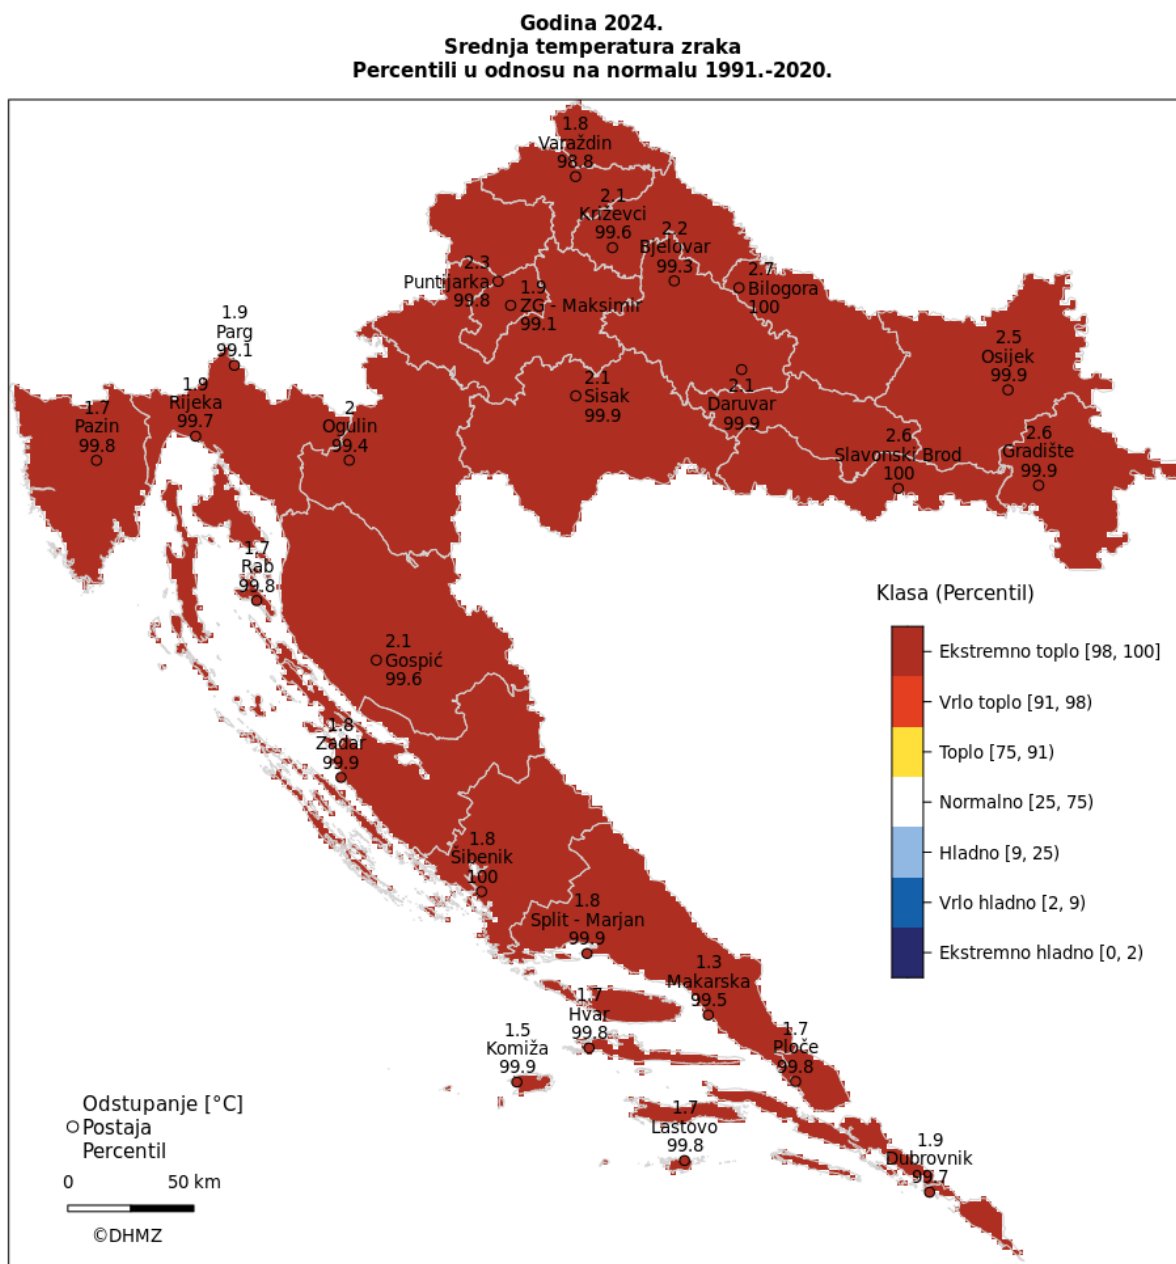 Godina 2024.
Srednja temperatura zraka
Percentili u odnosu na normalu 1991.-2020.
1.8
Varaždin
98.8
2.1
Križevci
99.6
2.2
Bjelovar
99.3
2.3
Puntijarka
99.8
1.9
ZG - Maksimir
99.1
2.7
Bilogora
100
1.9
Parg
99.1
2.5
Osijek
99.9
1.7
Pazin
99.8
1.9
Rijeka
99.7
2
Ogulin
99.4
2.1
Sisak
99.9
2.1
Daruvar
99.9
2.6
Slavonski Brod
100
2.6
Gradište
99.9
1.7
Rab
99.8
2.1
Gospić
99.6
1.8
Zadar
99.9
1.8
Šibenik
100
1.8
Split - Marjan
99.9
1.3
Makarska
99.5
1.7
Hvar
99.8
1.5
Komiža
99.9
1.7
Ploče
99.8
1.7
Lastovo
99.8
1.9
Dubrovnik
99.7
Klasa (Percentil)
Ekstremno toplo [98, 100]
Vrlo toplo [91, 98)
Toplo [75, 91)
Normalno [25, 75)
Hladno [9, 25)
Vrlo hladno [2, 9)
Ekstremno hladno [0, 2)
Odstupanje [°C]
Postaja
Percentil
0 50 km
©DHMZ